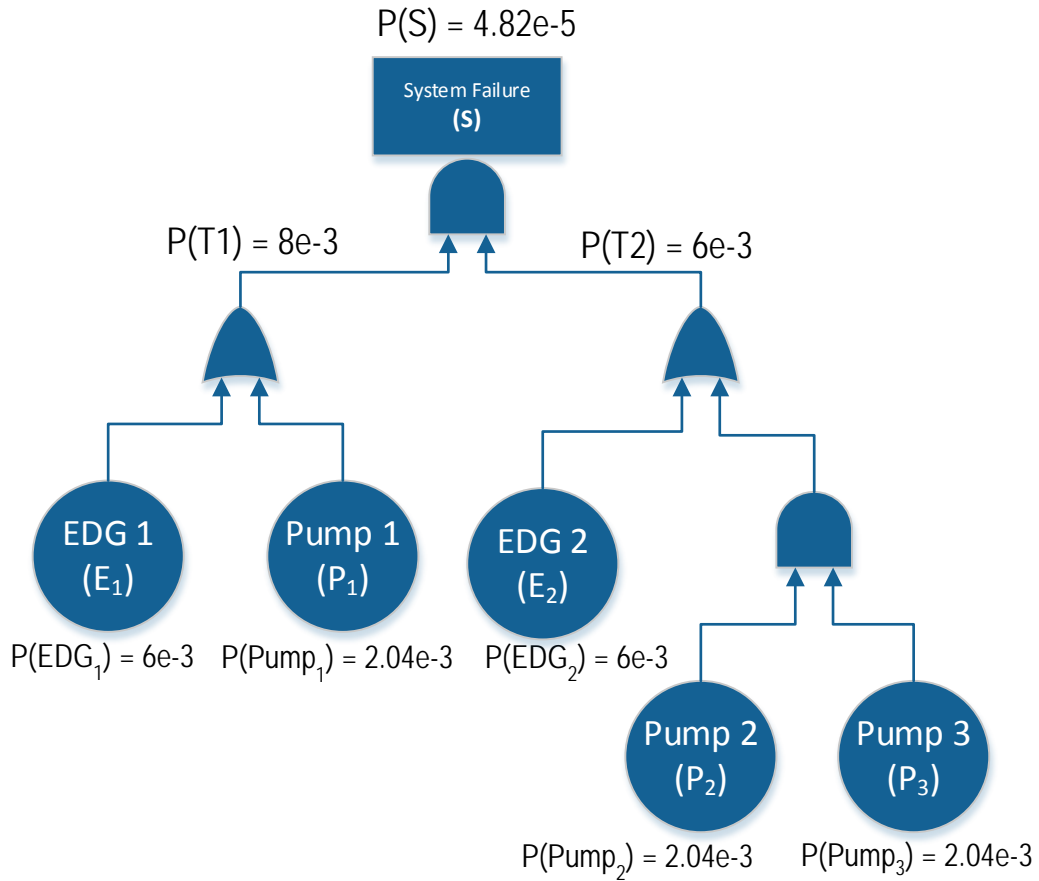 P(S) = 4.82e-5
System Failure
(S)
P(T1) = 8e-3
P(T2) = 6e-3
EDG 1
(E₁)
Pump 1
(P₁)
EDG 2
(E₂)
P(EDG₁) = 6e-3
P(Pump₁) = 2.04e-3
P(EDG₂) = 6e-3
Pump 2
(P₂)
Pump 3
(P₃)
P(Pump₂) = 2.04e-3
P(Pump₃) = 2.04e-3